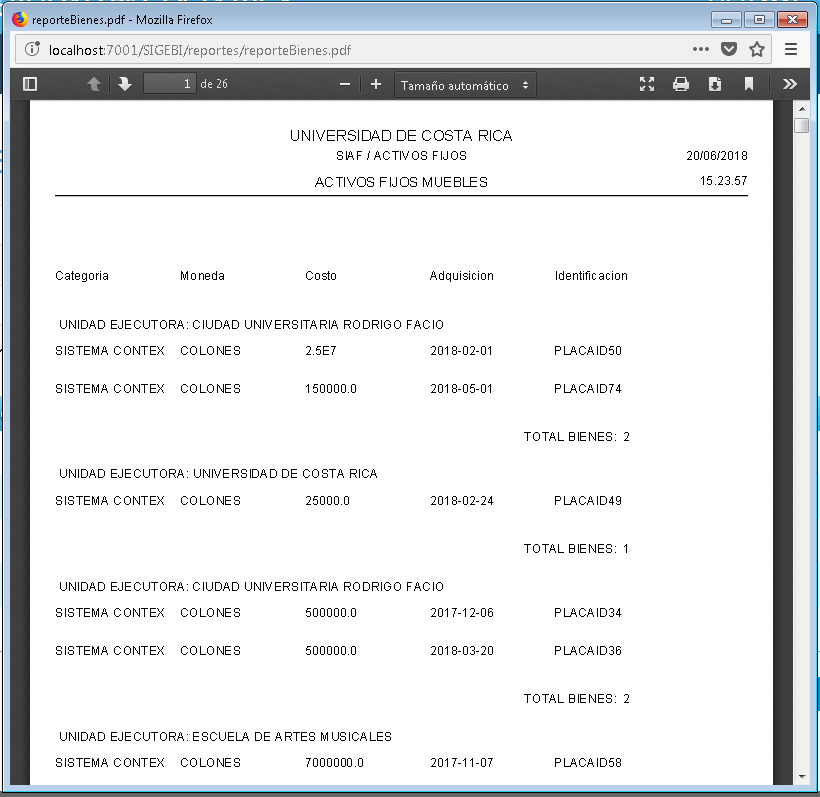 reporteBienes.pdf - Mozilla Firefox
localhost:7001/SIGEBI/reportes/reporteBienes.pdf
1 de 26 Tamaño automático
UNIVERSIDAD DE COSTA RICA
SIAF / ACTIVOS FIJOS 20/06/2018
ACTIVOS FIJOS MUEBLES 15.23.57
Categoria Moneda Costo Adquisicion Identificacion
UNIDAD EJECUTORA: CIUDAD UNIVERSITARIA RODRIGO FACIO
SISTEMA CONTEX COLONES 2.5E7 2018-02-01 PLACAID50
SISTEMA CONTEX COLONES 150000.0 2018-05-01 PLACAID74
TOTAL BIENES: 2
UNIDAD EJECUTORA: UNIVERSIDAD DE COSTA RICA
SISTEMA CONTEX COLONES 25000.0 2018-02-24 PLACAID49
TOTAL BIENES: 1
UNIDAD EJECUTORA: CIUDAD UNIVERSITARIA RODRIGO FACIO
SISTEMA CONTEX COLONES 500000.0 2017-12-06 PLACAID34
SISTEMA CONTEX COLONES 500000.0 2018-03-20 PLACAID36
TOTAL BIENES: 2
UNIDAD EJECUTORA: ESCUELA DE ARTES MUSICALES
SISTEMA CONTEX COLONES 7000000.0 2017-11-07 PLACAID58